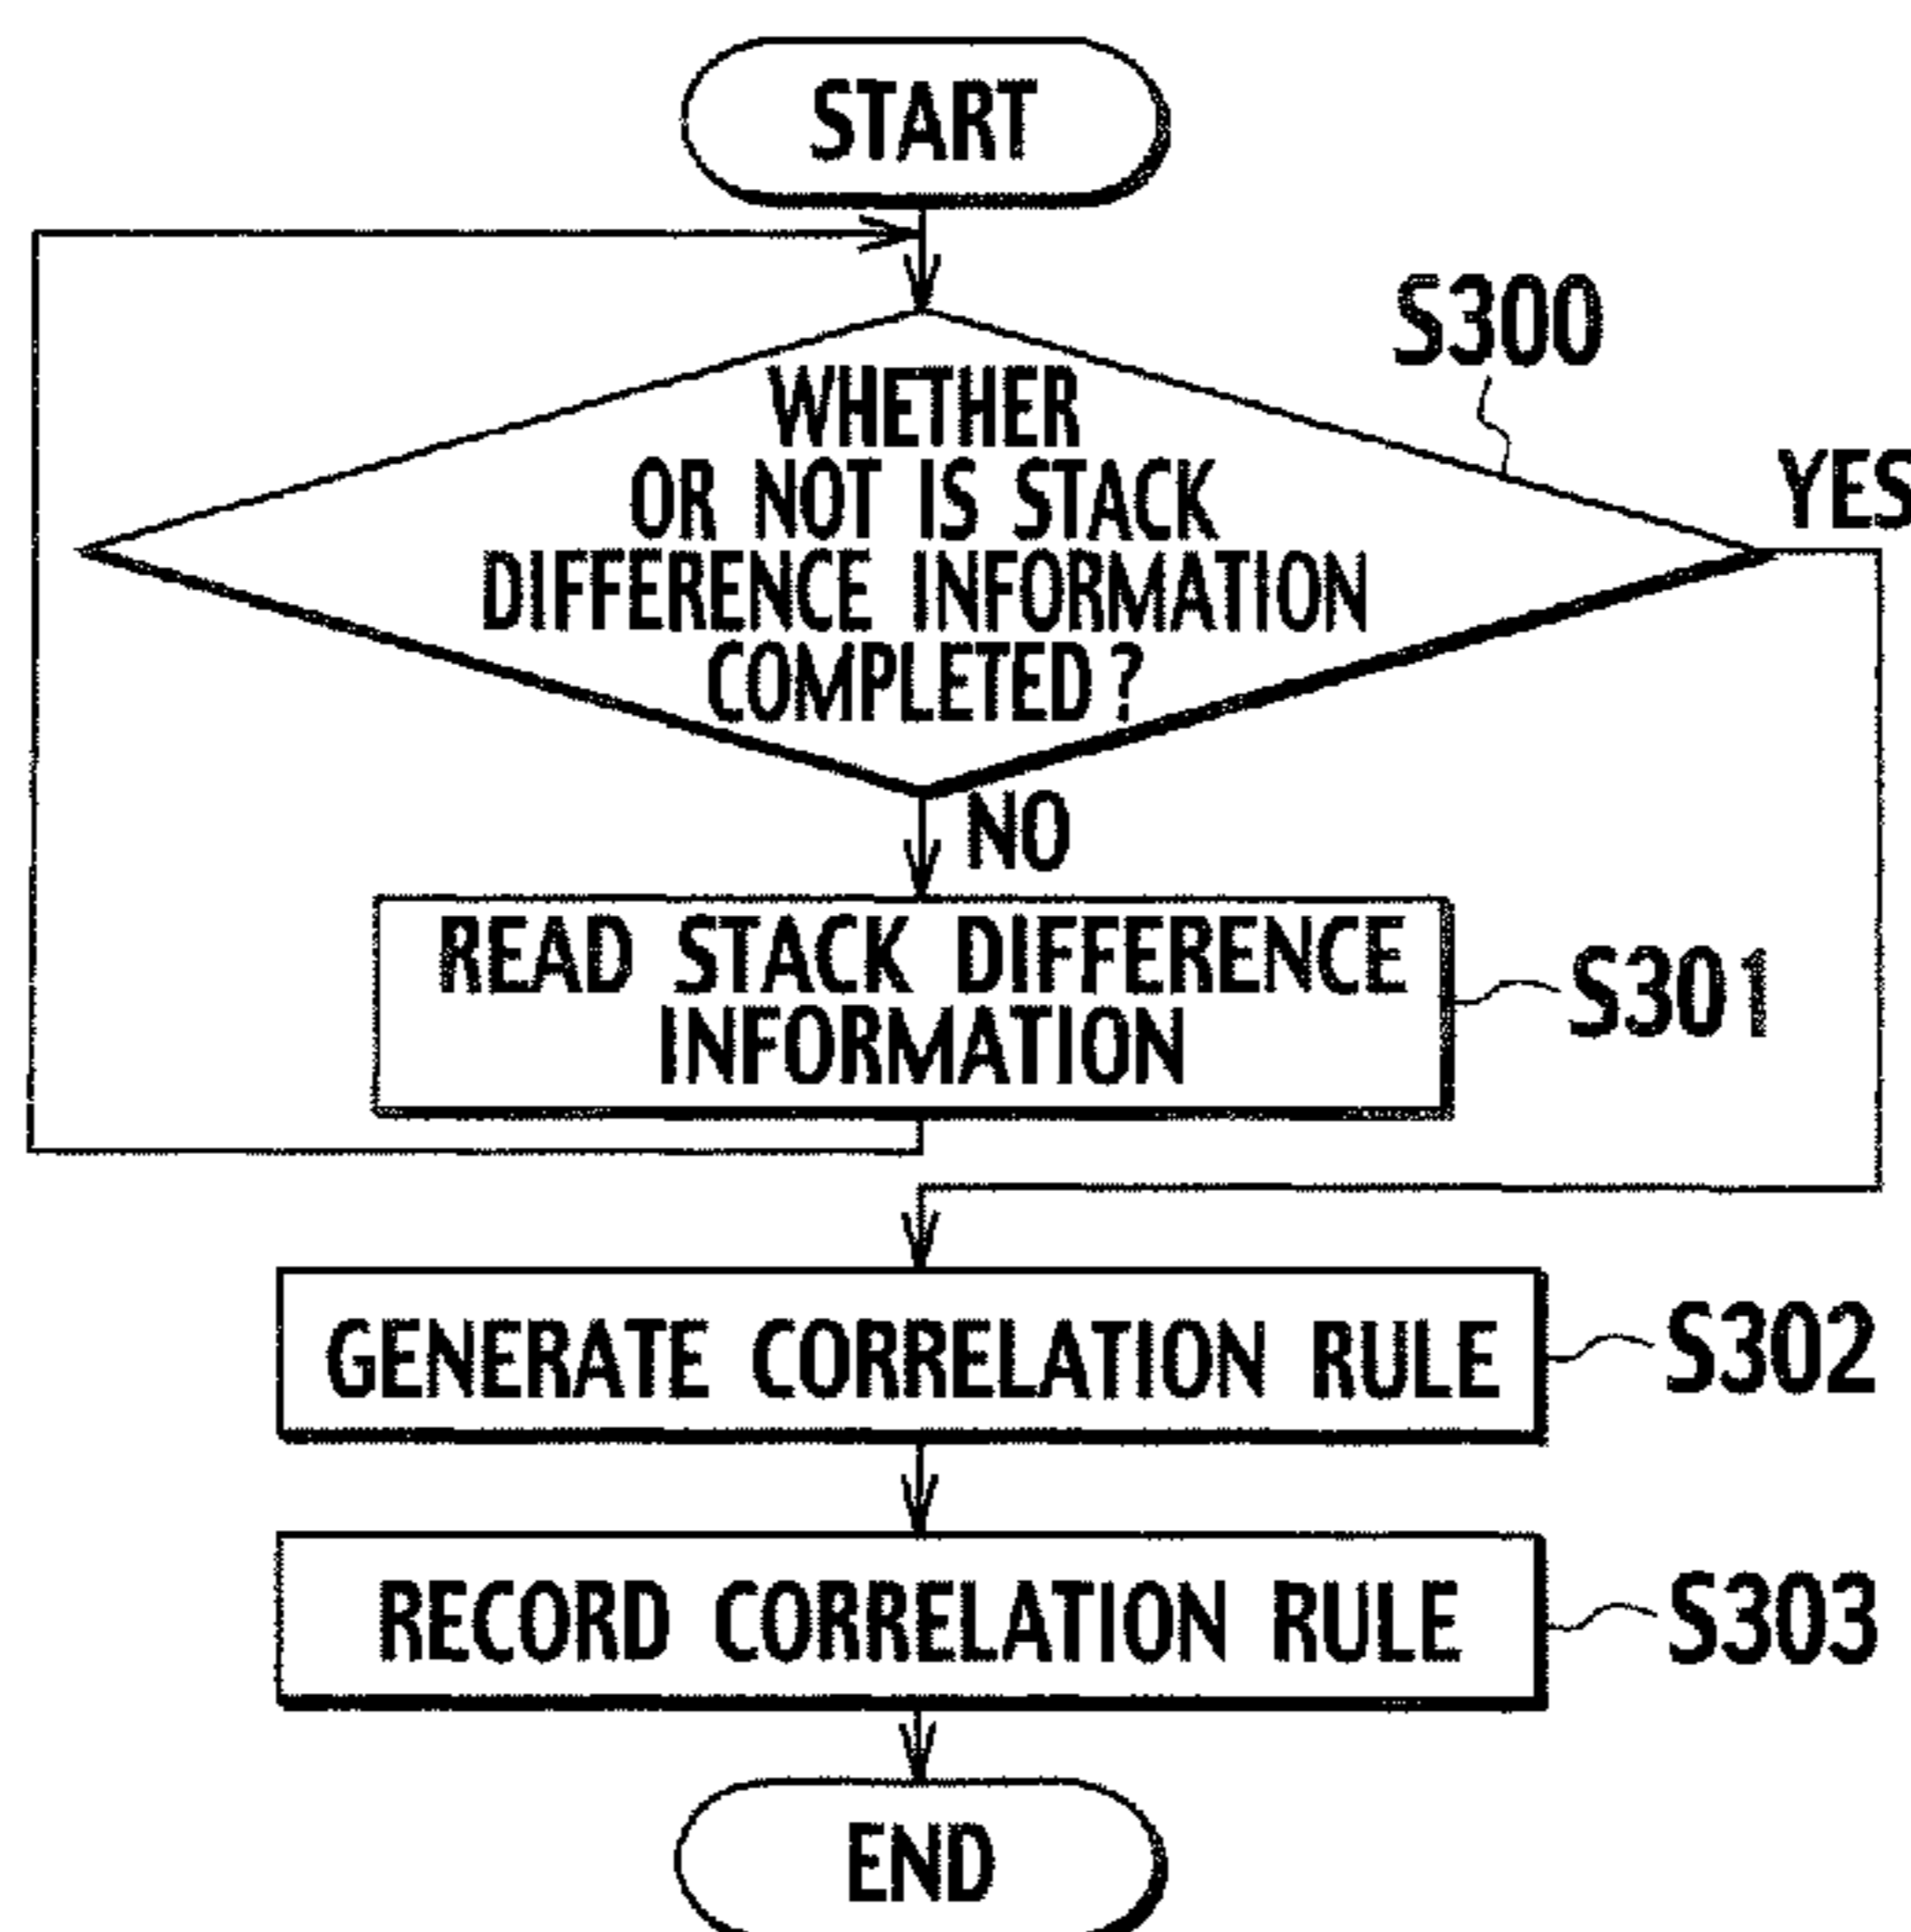 START
S300
WHETHER
OR NOT IS STACK
DIFFERENCE INFORMATION
COMPLETED ?
YES
NO
READ STACK DIFFERENCE
INFORMATION
S301
GENERATE CORRELATION RULE
S302
RECORD CORRELATION RULE
S303
END